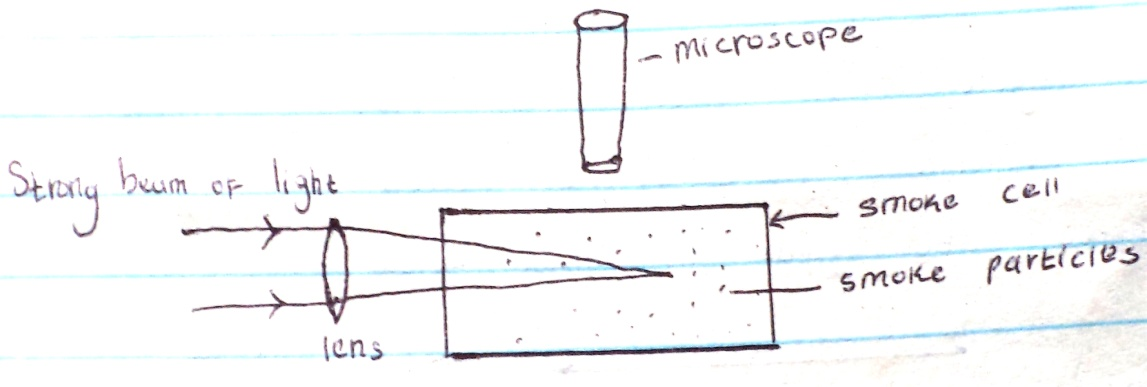 microscope
Strong beam of light
smoke cell
smoke particles
lens